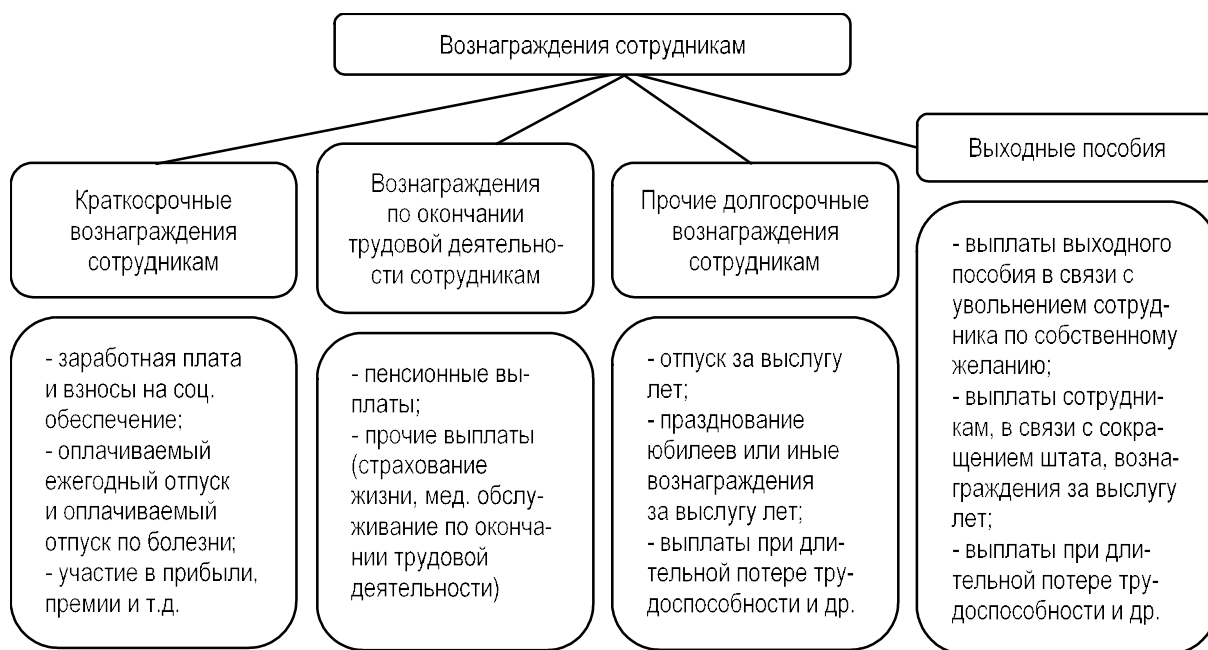 Вознаграждения сотрудникам
Краткосрочные
вознаграждения
сотрудникам
Вознаграждения
по окончании
трудовой деятельно-
сти сотрудникам
Прочие долгосрочные
вознаграждения
сотрудникам
Выходные пособия
- заработная плата
и взносы на соц.
обеспечение;
- оплачиваемый
ежегодный отпуск
и оплачиваемый
отпуск по болезни;
- участие в прибыли,
премии и т.д.
- пенсионные вы-
платы;
- прочие выплаты
(страхование
жизни, мед. обслу-
живание по оконча-
нии трудовой
деятельности)
- отпуск за выслугу
лет;
- празднование
юбилеев или иные
вознаграждения
за выслугу лет;
- выплаты при дли-
тельной потере тру-
доспособности и др.
- выплаты выходного
пособия в связи с
увольнением сотруд-
ника по собственному
желанию;
- выплаты сотрудни-
кам, в связи с сокра-
щением штата, возна-
граждения за выслугу
лет;
- выплаты при дли-
тельной потере тру-
доспособности и др.